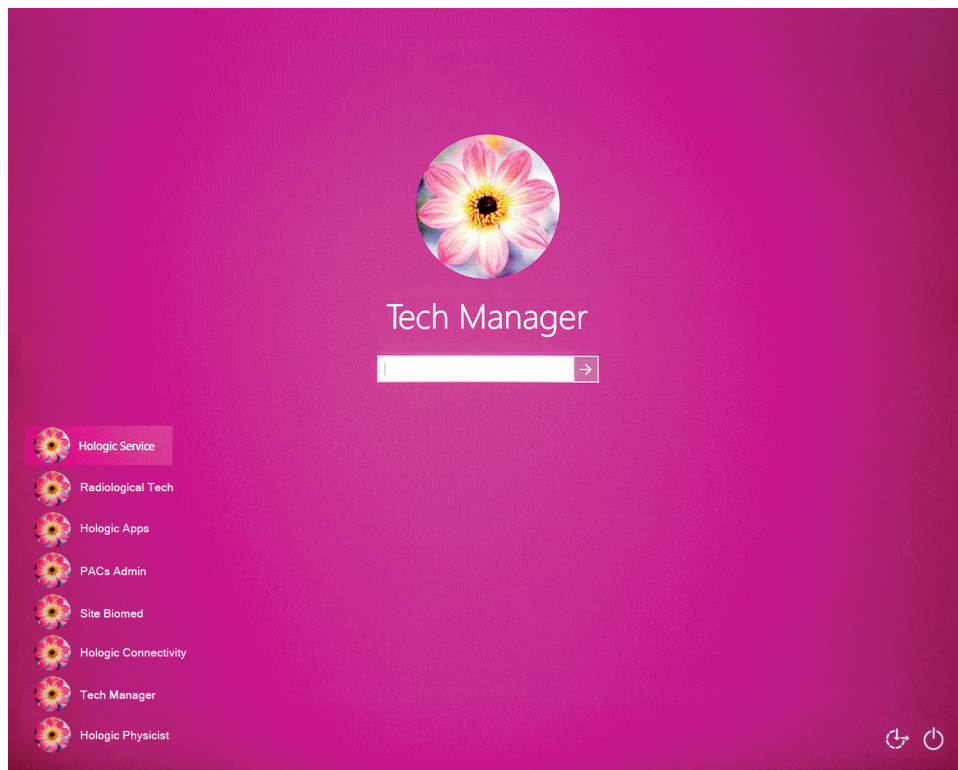 Tech Manager
Hologic Service
Radiological Tech
Hologic Apps
PACs Admin
Site Biomed
Hologic Connectivity
Tech Manager
Hologic Physicist